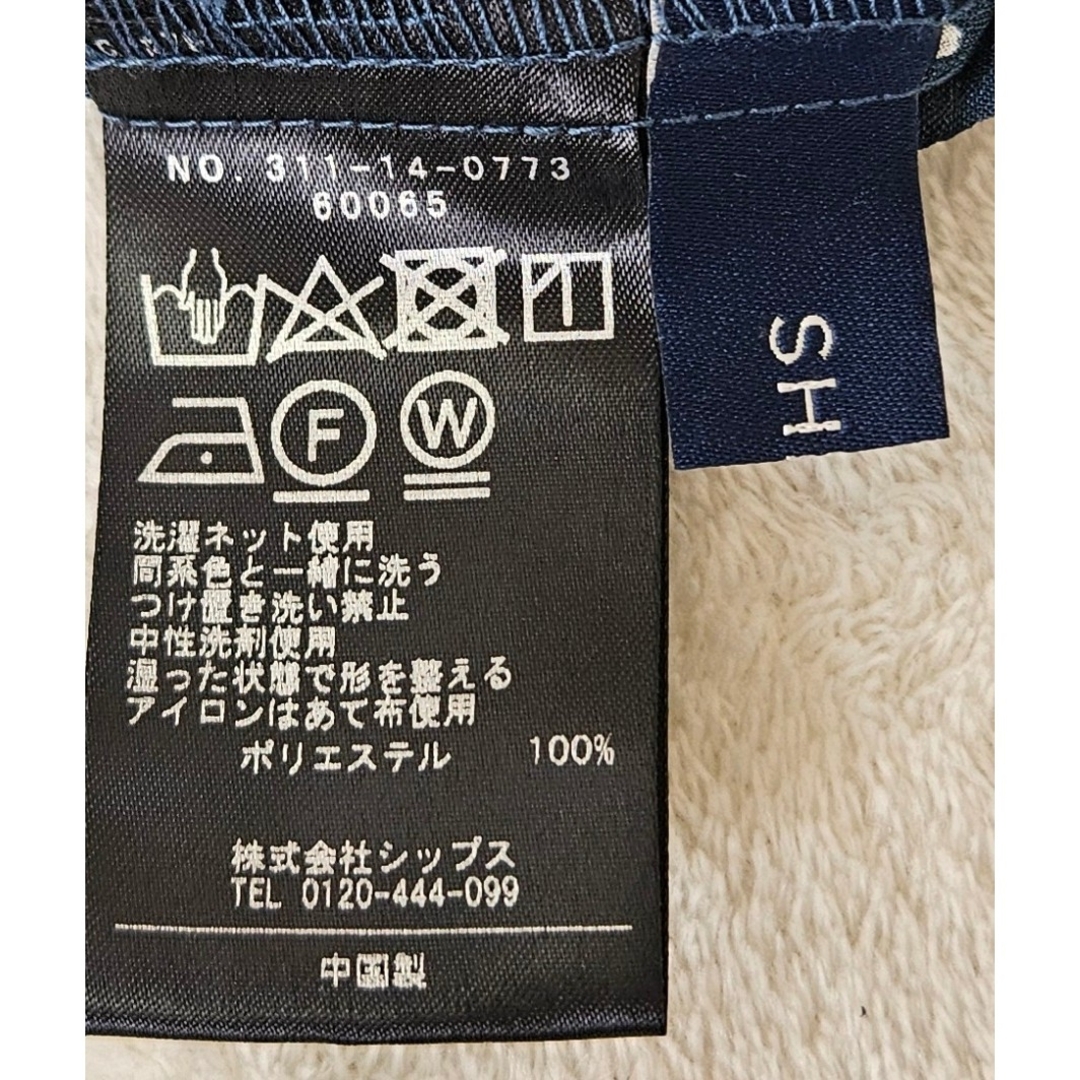 NO. 311-14-0773
60065
F
W
洗濯ネット使用
同系色と一緒に洗う
つけ置き洗い禁止
中性洗剤使用
湿った状態で形を整える
アイロンはあて布使用
ポリエステル 100%
株式会社シップス
TEL 0120-444-099
中国製
SH